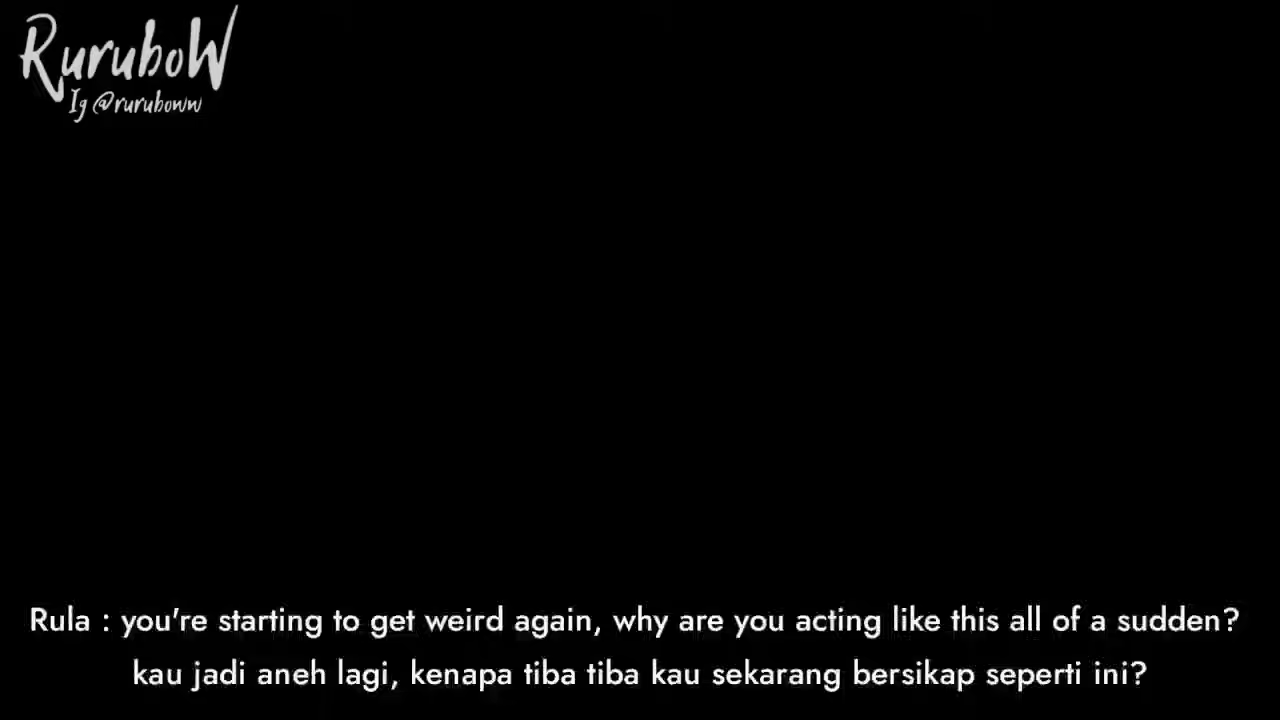 RuruboW
Ig @ruruboww
Rula : you're starting to get weird again, why are you acting like this all of a sudden?
kau jadi aneh lagi, kenapa tiba tiba kau sekarang bersikap seperti ini?